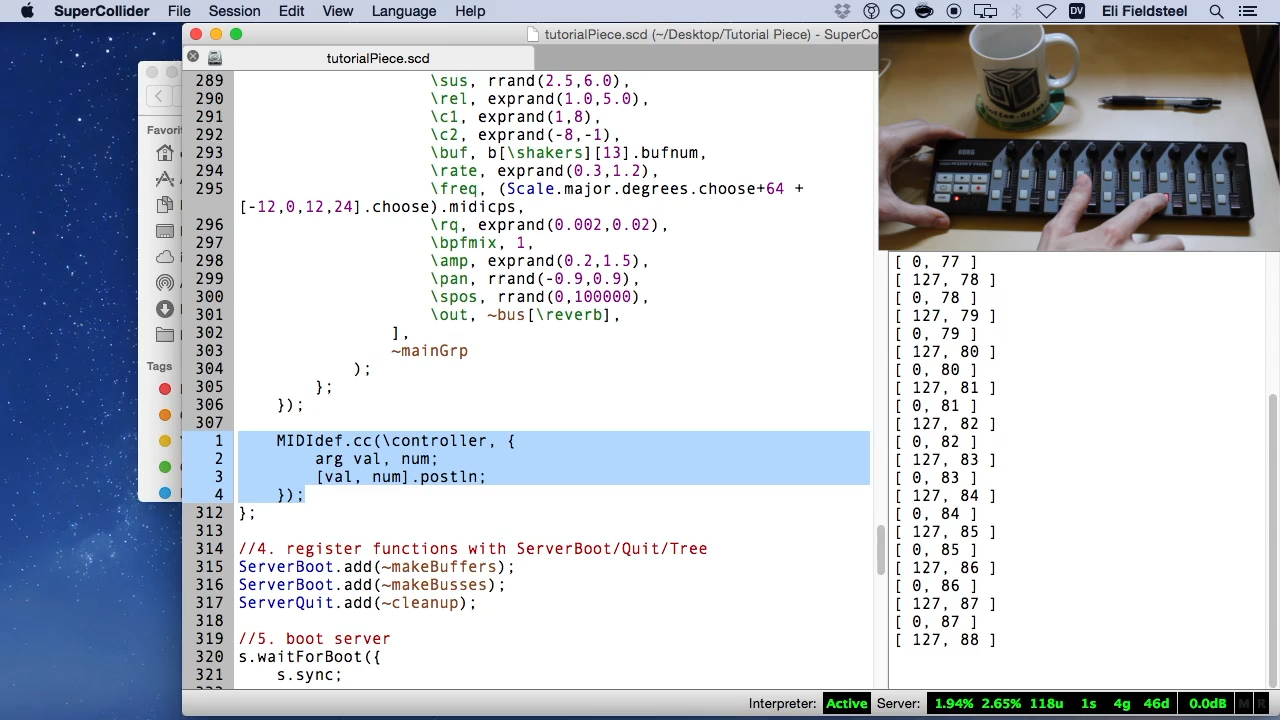 SuperCollider File Session Edit View Language Help
DV Eli Fieldsteel
tutorialPiece.scd (~/Desktop/Tutorial Piece) - SuperCo
tutorialPiece.scd
289 \sus, rrand(2.5,6.0),
290 \rel, exprand(1.0,5.0),
291 \c1, exprand(1,8),
292 \c2, exprand(-8,-1),
293 \buf, b[\shakers][13].bufnum,
294 \rate, exprand(0.3,1.2),
295 \freq, (Scale.major.degrees.choose+64 +
[-12,0,12,24].choose).midicps,
296 \rq, exprand(0.002,0.02),
297 \bpfmix, 1,
298 \amp, exprand(0.2,1.5),
299 \pan, rrand(-0.9,0.9),
300 \spos, rrand(0,100000),
301 \out, ~bus[\reverb],
302 ],
303 ~mainGrp
304 );
305 };
306 });
307
1 MIDIdef.cc(\controller, {
2 arg val, num;
3 [val, num].postln;
4 });
312 };
313
314 //4. register functions with ServerBoot/Quit/Tree
315 ServerBoot.add(~makeBuffers);
316 ServerBoot.add(~makeBusses);
317 ServerQuit.add(~cleanup);
318
319 //5. boot server
320 s.waitForBoot({
321 s.sync;
Favori
Tags
KORG
[ 0, 77 ]
[ 127, 78 ]
[ 0, 78 ]
[ 127, 79 ]
[ 0, 79 ]
[ 127, 80 ]
[ 0, 80 ]
[ 127, 81 ]
[ 0, 81 ]
[ 127, 82 ]
[ 0, 82 ]
[ 127, 83 ]
[ 0, 83 ]
[ 127, 84 ]
[ 0, 84 ]
[ 127, 85 ]
[ 0, 85 ]
[ 127, 86 ]
[ 0, 86 ]
[ 127, 87 ]
[ 0, 87 ]
[ 127, 88 ]
Interpreter: Active Server: 1.94% 2.65% 118u 1s 4g 46d 0.0dB M R